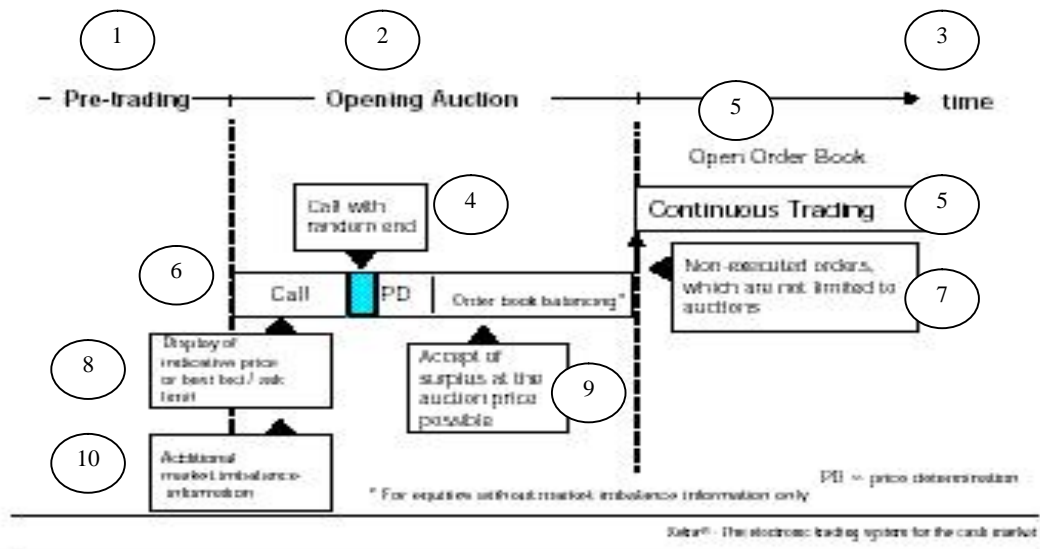 1
2
3
Pre-trading
Opening Auction
time
5
Open Order Book
4
Call with
random end
Continuous Trading
5
6
Call
PD
Order book balancing*
Non-executed orders,
which are not limited to
auctions
7
8
Display of
indicative price
or best bid / ask
limit
Accept of
surplus at the
auction price
possible
9
10
Additional
market imbalance
information
* For equities without market imbalance information only
PD = price determination
Xetra® - The electronic trading system for the cash market